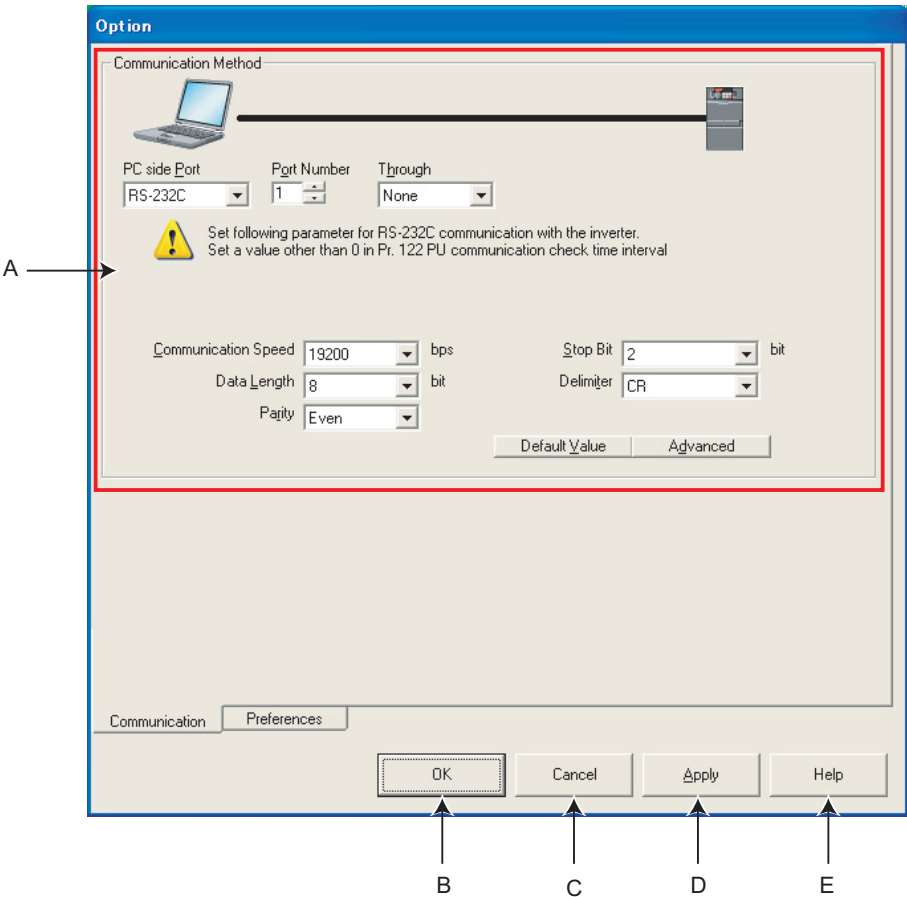 Option
Communication Method
PC side Port Port Number Through
RS-232C 1 None
Set following parameter for RS-232C communication with the inverter.
Set a value other than 0 in Pr. 122 PU communication check time interval
A
Communication Speed 19200 bps Stop Bit 2 bit
Data Length 8 bit Delimiter CR
Parity Even
Default Value Advanced
Communication Preferences
OK Cancel Apply Help
B C D E